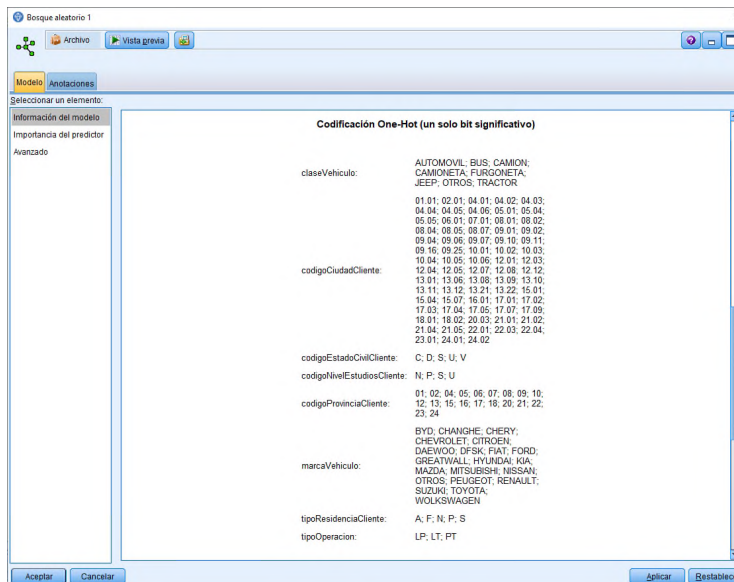 Bosque aleatorio 1
Archivo
Vista previa
Modelo
Anotaciones
Seleccionar un elemento:
Información del modelo
Importancia del predictor
Avanzado
Codificación One-Hot (un solo bit significativo)
claseVehiculo:
AUTOMOVIL; BUS; CAMION;
CAMIONETA; FURGONETA;
JEEP; OTROS; TRACTOR
codigoCiudadCliente:
01.01; 02.01; 04.01; 04.02; 04.03;
04.04; 04.05; 04.06; 05.01; 05.04;
05.05; 06.01; 07.01; 08.01; 08.02;
08.04; 08.05; 08.07; 09.01; 09.02;
09.04; 09.06; 09.07; 09.10; 09.11;
09.16; 09.25; 10.01; 10.02; 10.03;
10.04; 10.05; 10.06; 12.01; 12.03;
12.04; 12.05; 12.07; 12.08; 12.12;
13.01; 13.06; 13.08; 13.09; 13.10;
13.11; 13.12; 13.21; 13.22; 15.01;
15.04; 15.07; 16.01; 17.01; 17.02;
17.03; 17.04; 17.05; 17.07; 17.09;
18.01; 18.02; 20.03; 21.01; 21.02;
21.04; 21.05; 22.01; 22.03; 22.04;
23.01; 24.01; 24.02
codigoEstadoCivilCliente:
C; D; S; U; V
codigoNivelEstudiosCliente:
N; P; S; U
codigoProvinciaCliente:
01; 02; 04; 05; 06; 07; 08; 09; 10;
12; 13; 15; 16; 17; 18; 20; 21; 22;
23; 24
marcaVehiculo:
BYD; CHANGHE; CHERY;
CHEVROLET; CITROEN;
DAEWOO; DFSK; FIAT; FORD;
GREATWALL; HYUNDAI; KIA;
MAZDA; MITSUBISHI; NISSAN;
OTROS; PEUGEOT; RENAULT;
SUZUKI; TOYOTA;
WOLKSWAGEN
tipoResidenciaCliente:
A; F; N; P; S
tipoOperacion:
LP; LT; PT
Aceptar
Cancelar
Aplicar
Restablec